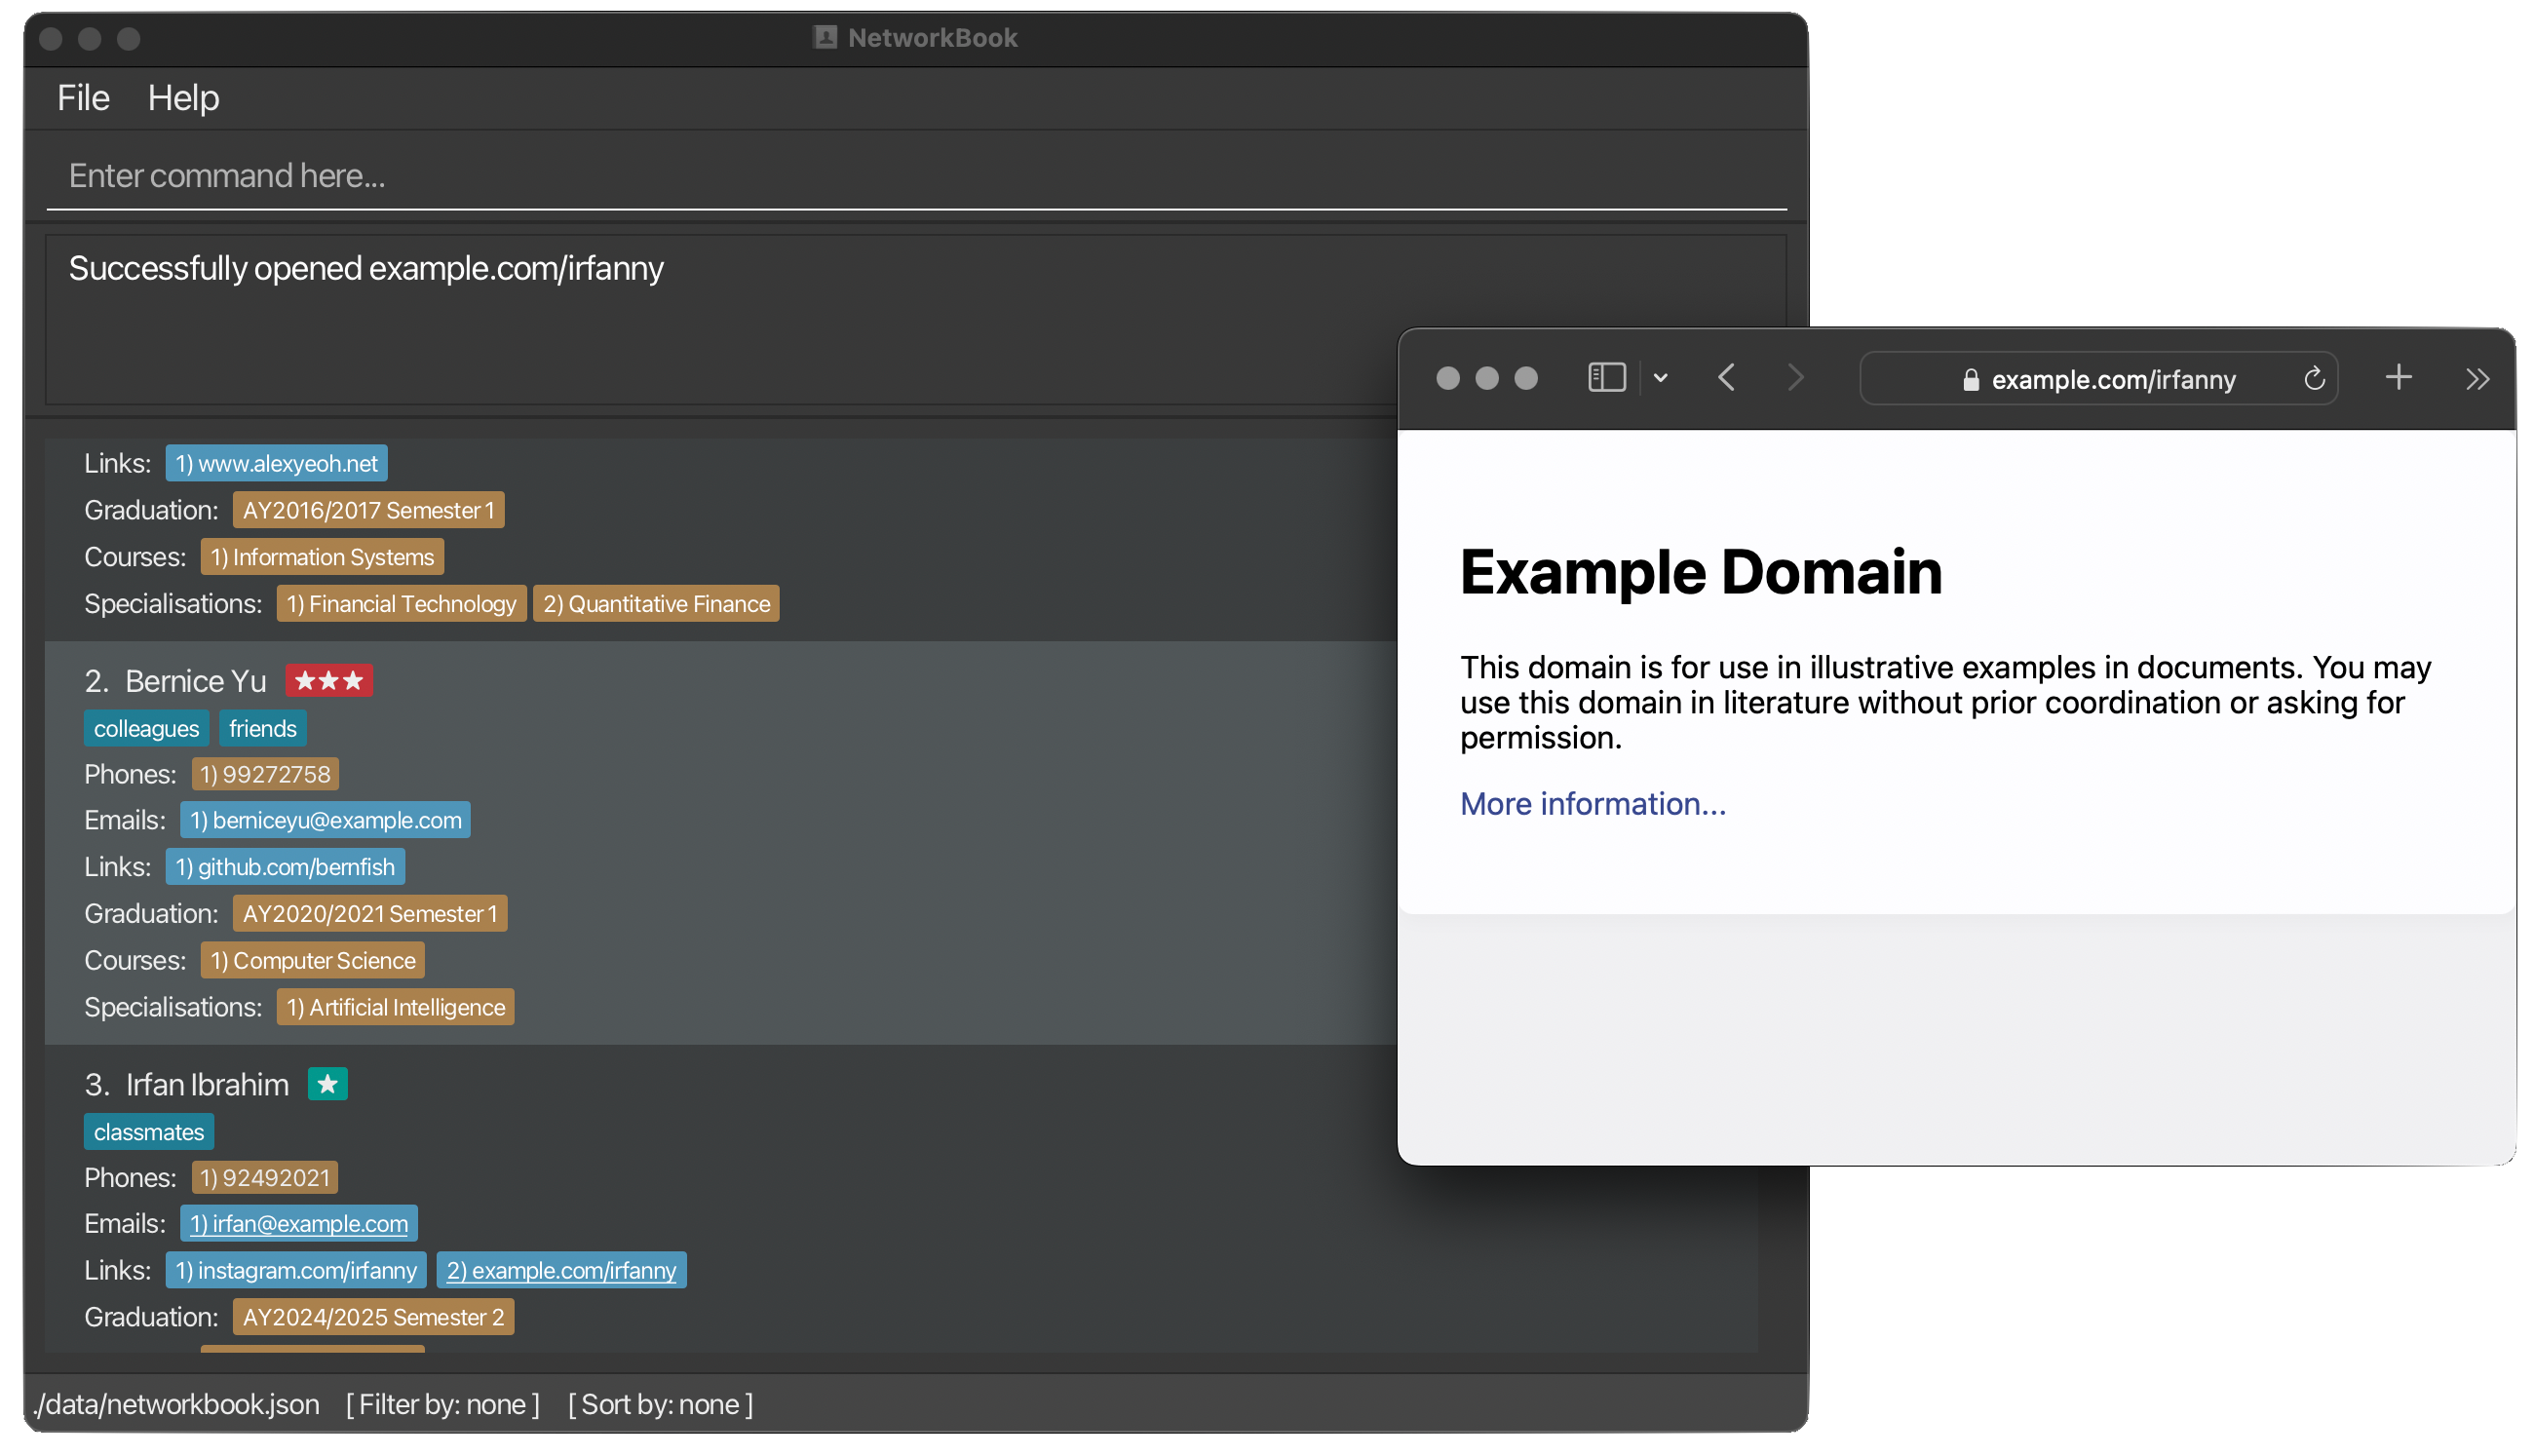 NetworkBook
File Help
Enter command here...
Successfully opened example.com/irfanny
Links: 1) www.alexyeoh.net
Graduation: AY2016/2017 Semester 1
Courses: 1) Information Systems
Specialisations: 1) Financial Technology 2) Quantitative Finance
2. Bernice Yu ★★★
colleagues friends
Phones: 1) 99272758
Emails: 1) berniceyu@example.com
Links: 1) github.com/bernfish
Graduation: AY2020/2021 Semester 1
Courses: 1) Computer Science
Specialisations: 1) Artificial Intelligence
3. Irfan Ibrahim ★
classmates
Phones: 1) 92492021
Emails: 1) irfan@example.com
Links: 1) instagram.com/irfanny 2) example.com/irfanny
Graduation: AY2024/2025 Semester 2
./data/networkbook.json [ Filter by: none ] [ Sort by: none ]
example.com/irfanny
Example Domain
This domain is for use in illustrative examples in documents. You may
use this domain in literature without prior coordination or asking for
permission.
More information...